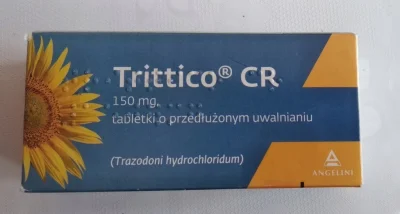 Trittico® CR
150 mg.
tabletki o przedłużonym uwalnianiu
(Trazodoni hydrochloridum)
ANGELINI